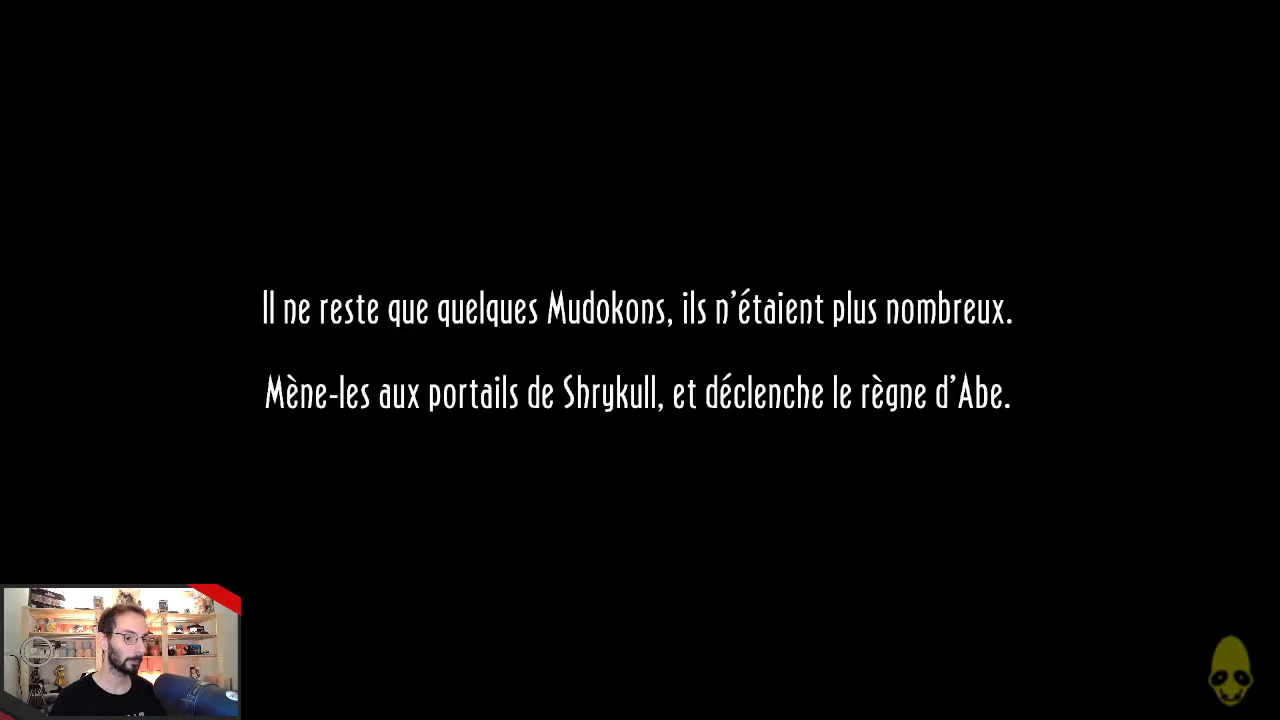 Il ne reste que quelques Mudokons, ils n’étaient plus nombreux.
Mène-les aux portails de Shrykull, et déclenche le règne d’Abe.